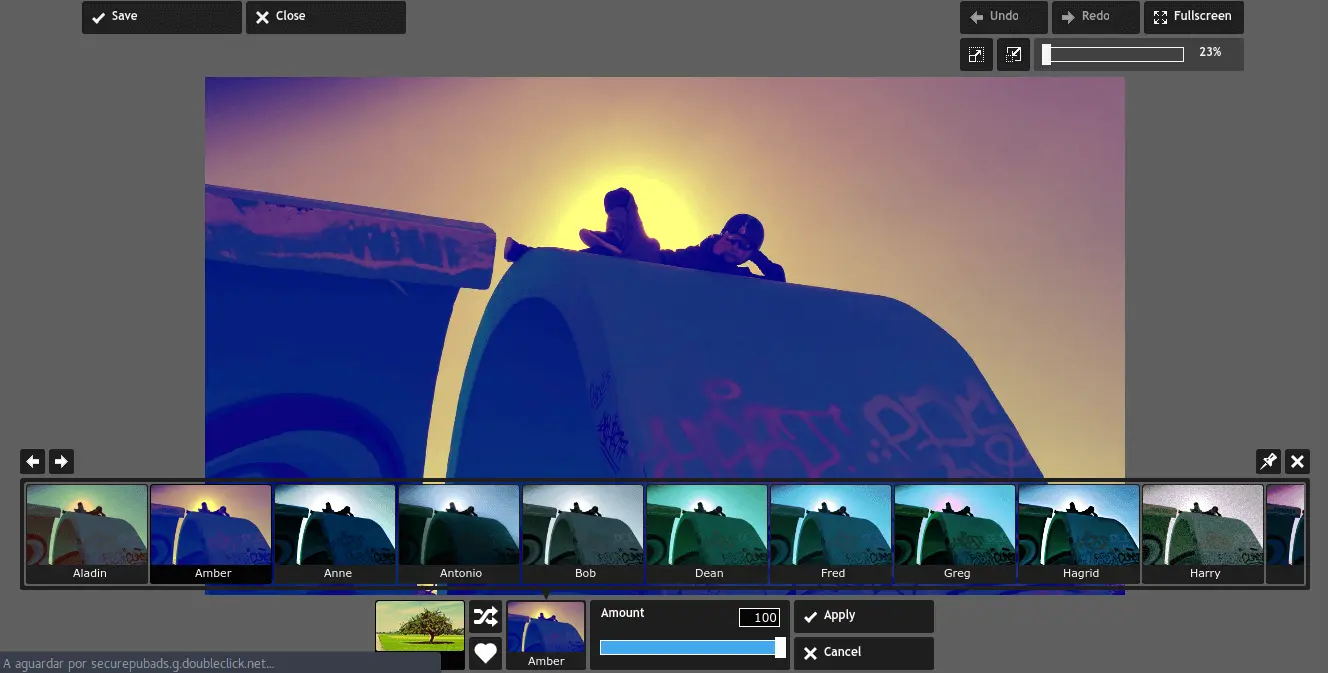 Save
Close
Undo
Redo
Fullscreen
23%
Aladin
Amber
Anne
Antonio
Bob
Dean
Fred
Greg
Hagrid
Harry
Amber
Amount
100
Apply
Cancel
A aguardar por securepubads.g.doubleclick.net...